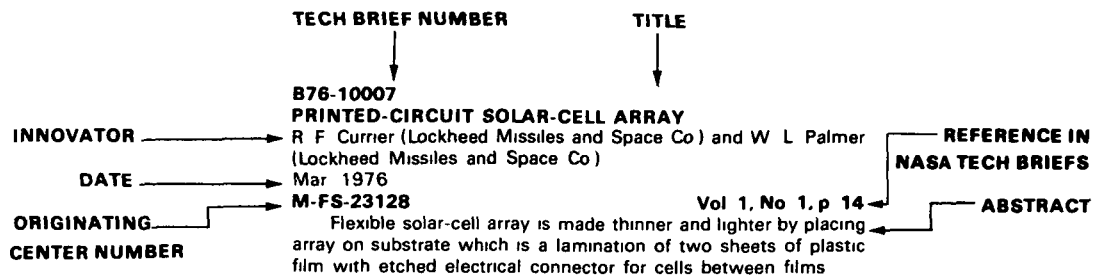 TECH BRIEF NUMBER
TITLE
B76-10007
PRINTED-CIRCUIT SOLAR-CELL ARRAY
INNOVATOR
R F Currier (Lockheed Missiles and Space Co) and W L Palmer
(Lockheed Missiles and Space Co)
REFERENCE IN
NASA TECH BRIEFS
DATE
Mar 1976
M-FS-23128
Vol 1, No 1, p 14
ABSTRACT
ORIGINATING
CENTER NUMBER
Flexible solar-cell array is made thinner and lighter by placing
array on substrate which is a lamination of two sheets of plastic
film with etched electrical connector for cells between films